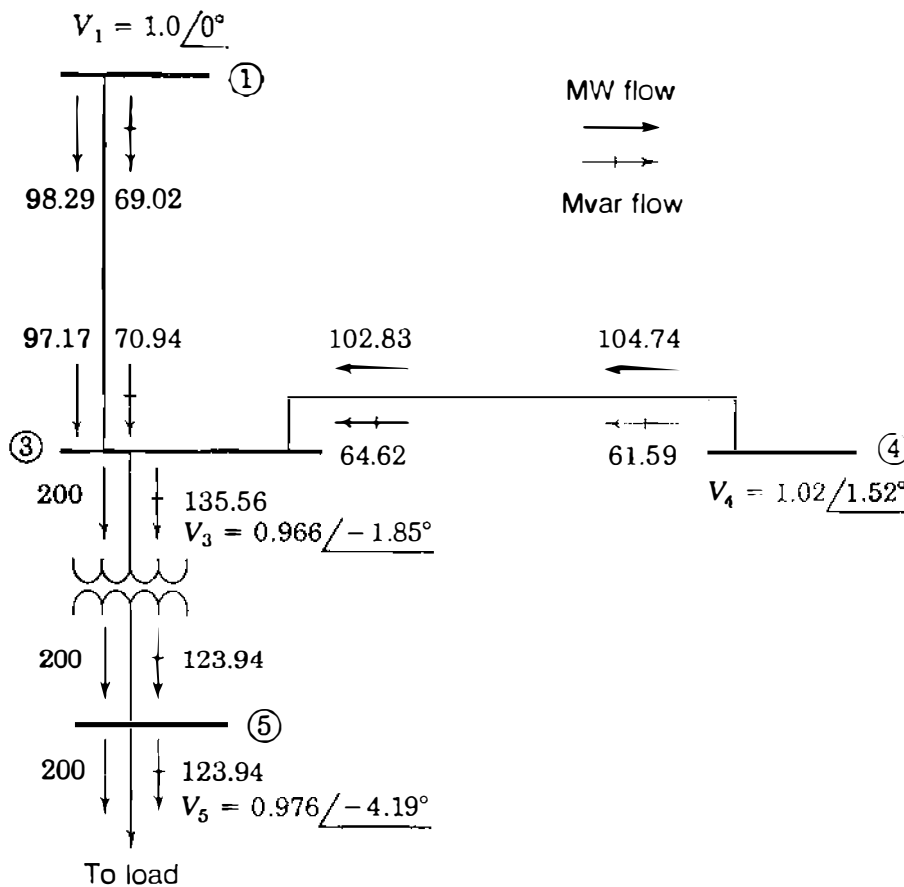 V₁ = 1.0/0°
①
MW flow
Mvar flow
98.29 69.02
97.17 70.94
102.83 104.74
③
64.62 61.59
④
200 135.56
V₃ = 0.966/−1.85°
V₄ = 1.02/1.52°
200 123.94
⑤
200 123.94
V₅ = 0.976/−4.19°
To load